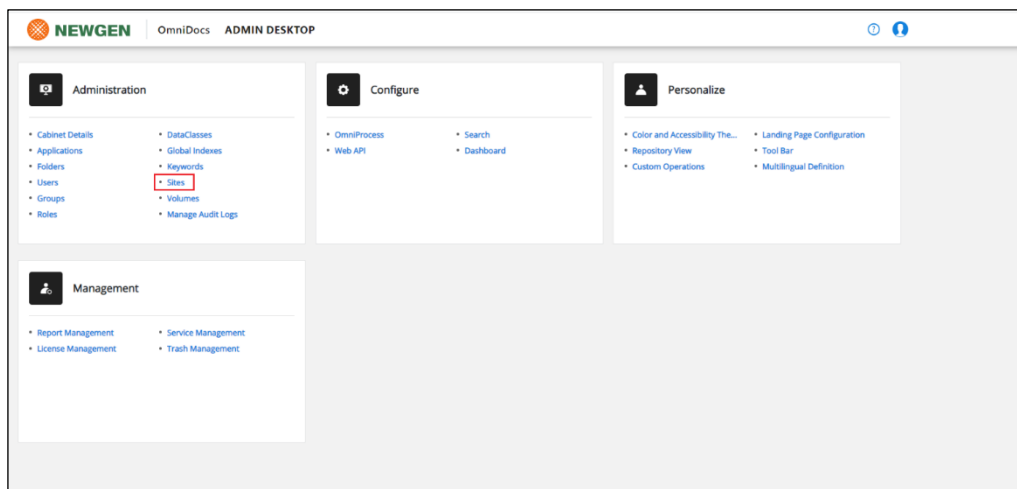 NEWGEN OmniDocs ADMIN DESKTOP
?
Administration
Cabinet Details
Applications
Folders
Users
Groups
Roles
DataClasses
Global Indexes
Keywords
Sites
Volumes
Manage Audit Logs
Configure
OmniProcess
Web API
Search
Dashboard
Personalize
Color and Accessibility The...
Repository View
Custom Operations
Landing Page Configuration
Tool Bar
Multilingual Definition
Management
Report Management
License Management
Service Management
Trash Management